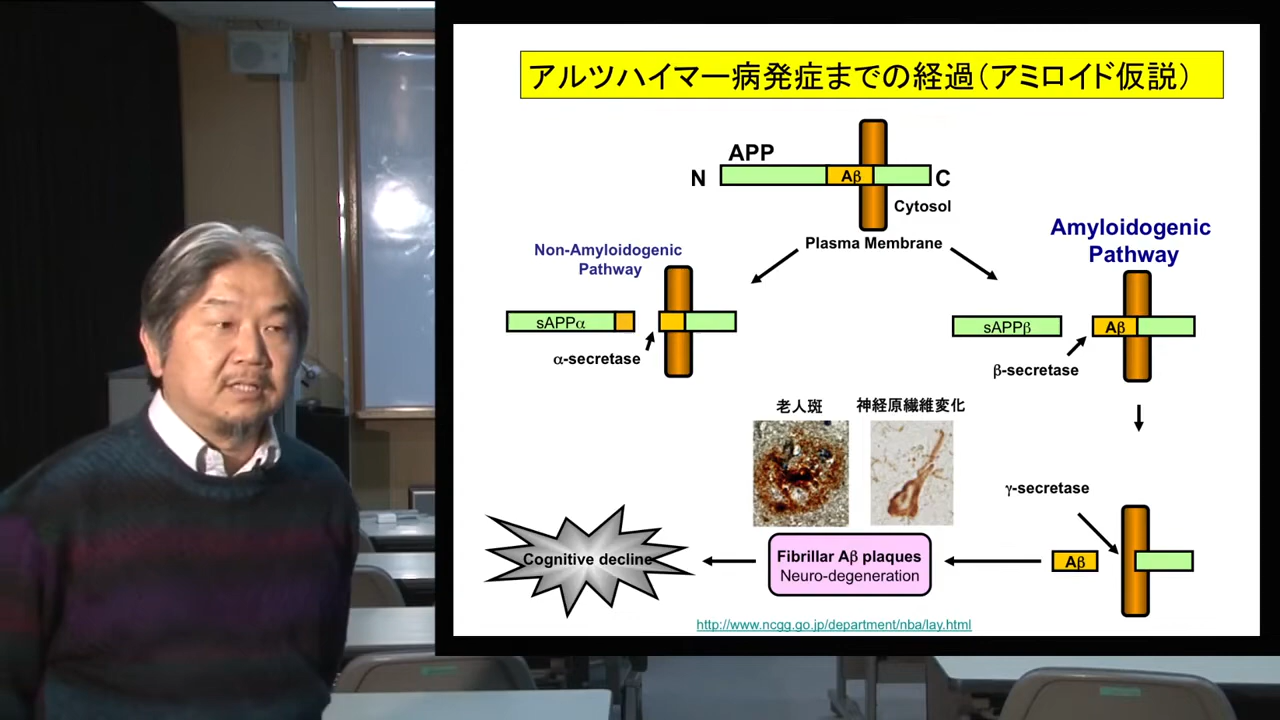 アルツハイマー病発症までの経過（アミロイド仮説）
APP
N
Aβ
C
Cytosol
Plasma Membrane
Non-Amyloidogenic
Pathway
Amyloidogenic
Pathway
sAPPα
α-secretase
sAPPβ
Aβ
β-secretase
老人斑
神経原繊維変化
γ-secretase
Cognitive decline
Fibrillar Aβ plaques
Neuro-degeneration
Aβ
http://www.ncgg.go.jp/department/nba/lay.html